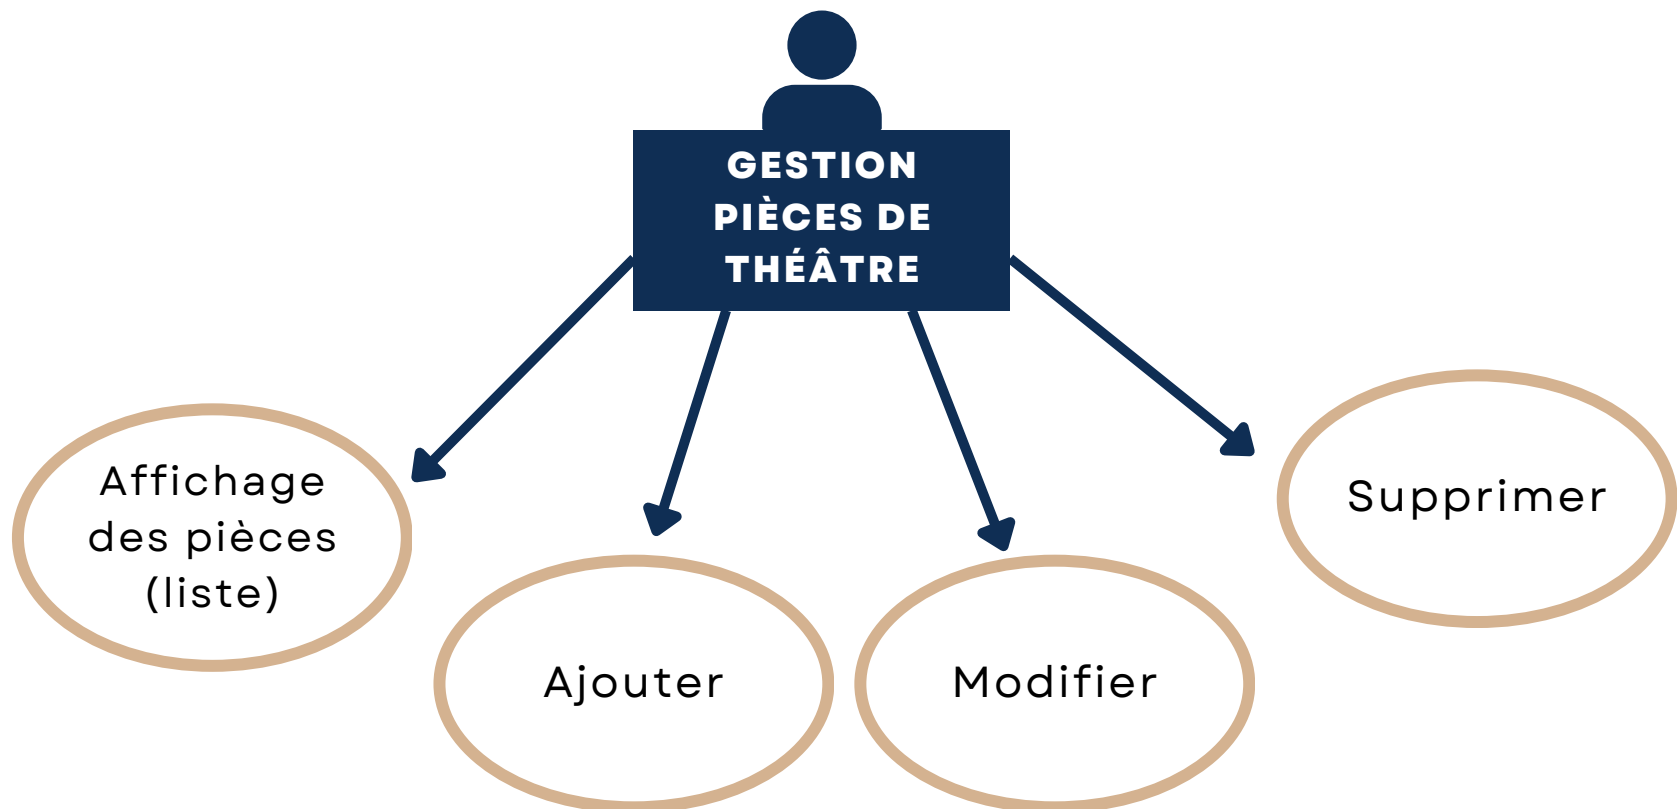 GESTION
PIÈCES DE
THÉÂTRE
Affichage
des pièces
(liste)
Ajouter
Modifier
Supprimer